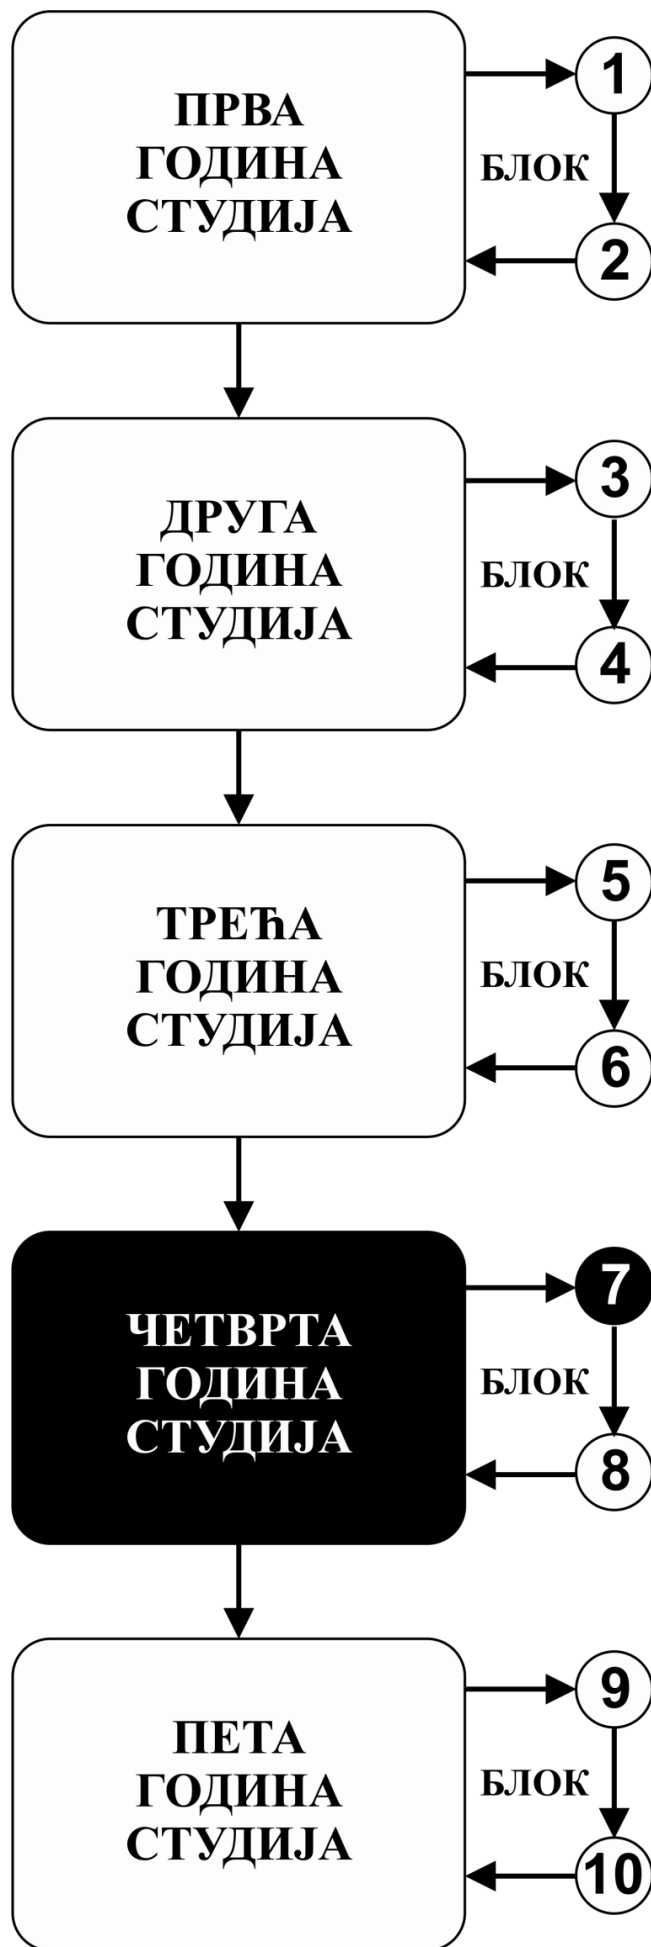 ПРВА
ГОДИНА
СТУДИЈА
1
БЛОК
2
ДРУГА
ГОДИНА
СТУДИЈА
3
БЛОК
4
ТРЕЋА
ГОДИНА
СТУДИЈА
5
БЛОК
6
ЧЕТВРТА
ГОДИНА
СТУДИЈА
7
БЛОК
8
ПЕТА
ГОДИНА
СТУДИЈА
9
БЛОК
10